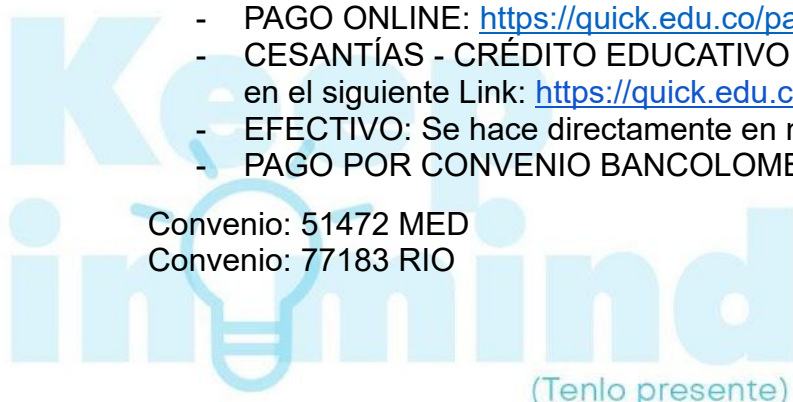 - PAGO ONLINE: https://quick.edu.co/pa
- CESANTÍAS - CRÉDITO EDUCATIVO
en el siguiente Link: https://quick.edu.c
- EFECTIVO: Se hace directamente en
- PAGO POR CONVENIO BANCOLOM
Convenio: 51472 MED
Convenio: 77183 RIO
Keep
in mind
(Tenlo presente)